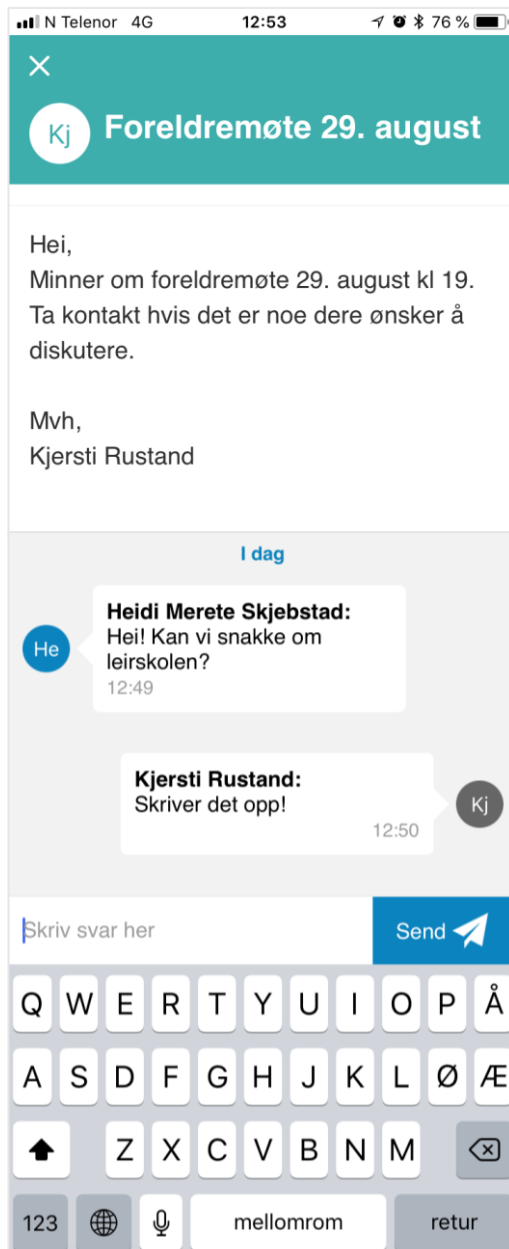 N Telenor 4G 12:53 76 %
Kj Foreldremøte 29. august
Hei,
Minner om foreldremøte 29. august kl 19.
Ta kontakt hvis det er noe dere ønsker å
diskutere.
Mvh,
Kjersti Rustand
I dag
Heidi Merete Skjebstad:
He
Hei! Kan vi snakke om
leirskolen?
12:49
Kjersti Rustand:
Skriver det opp!
Kj
12:50
Skriv svar her Send
Q W E R T Y U I O P Å
A S D F G H J K L Ø Æ
Z X C V B N M
123 mellomrom retur